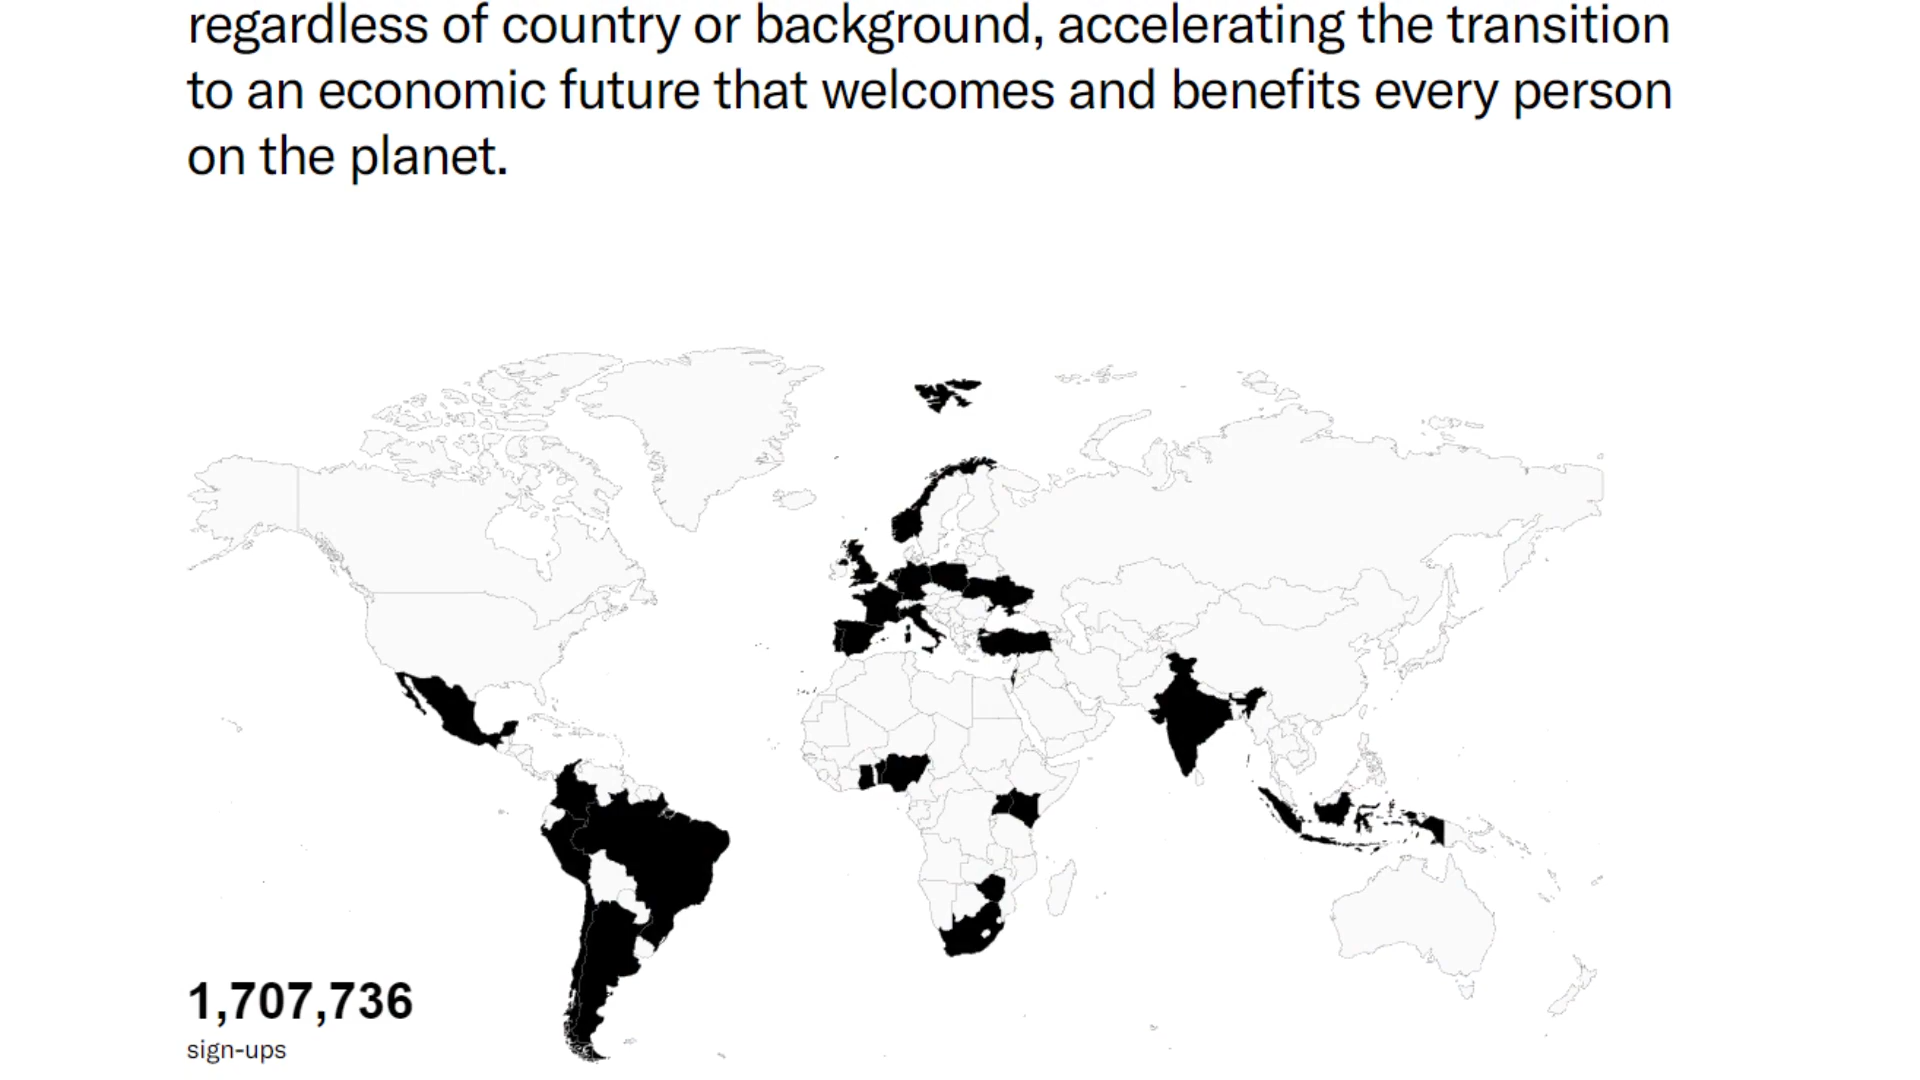 regardless of country or background, accelerating the transition
to an economic future that welcomes and benefits every person
on the planet.
1,707,736
sign-ups